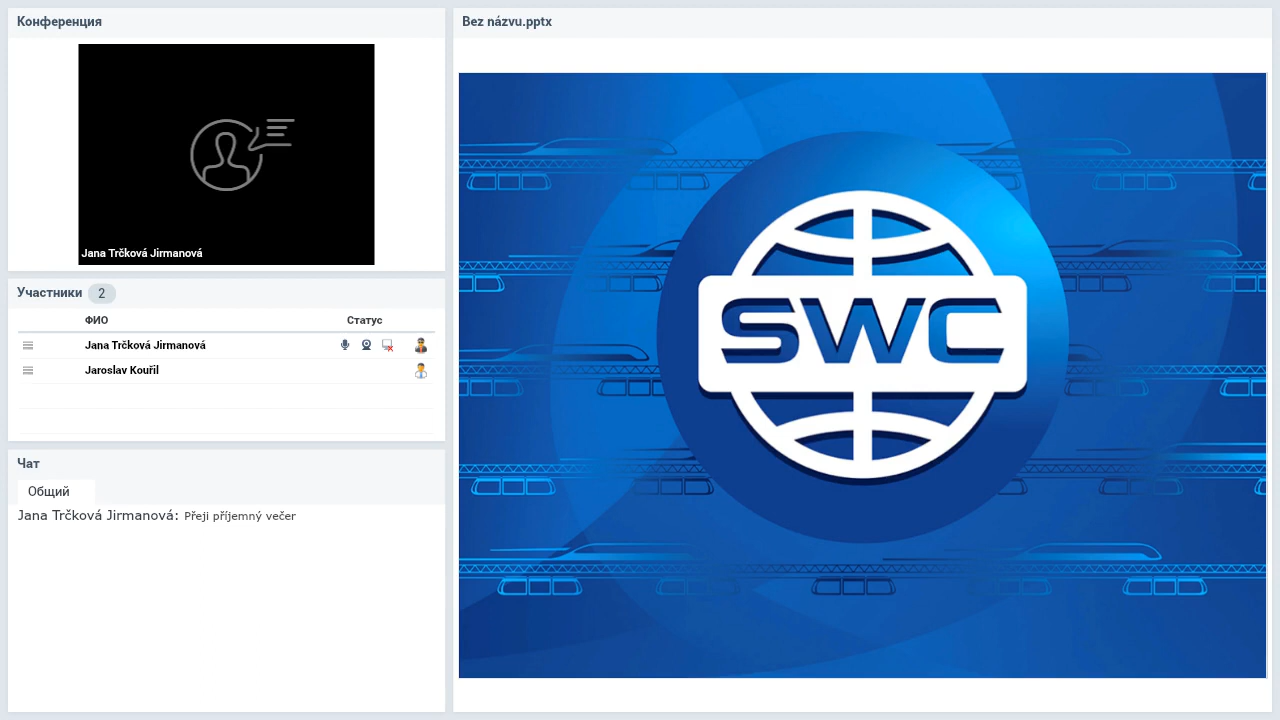 Конференция
Jana Trčková Jirmanová
Участники 2
ФИО Статус
Jana Trčková Jirmanová
Jaroslav Kouřil
Чат
Общий
Jana Trčková Jirmanová: Přeji příjemný večer
Bez názvu.pptx
SWC